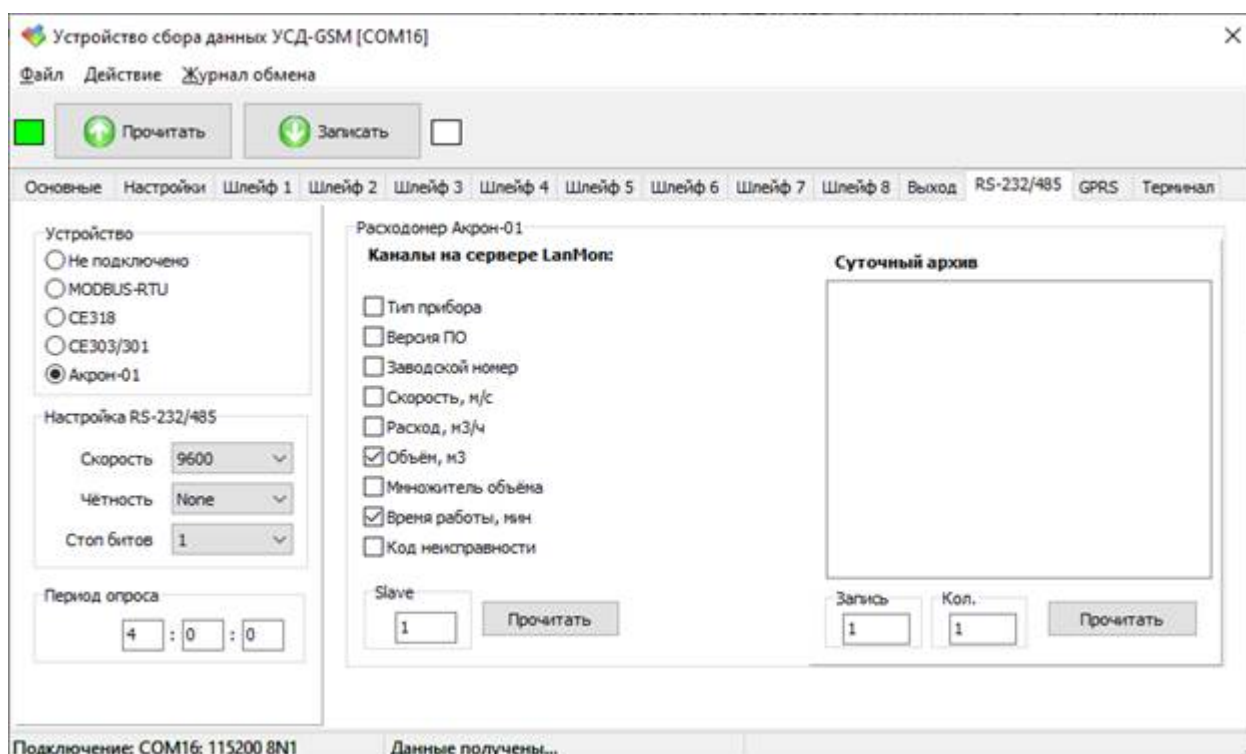 Устройство сбора данных УСД-GSM [COM16]
Файл Действие Журнал обмена
Прочитать Записать
Основные Настройки Шлейф 1 Шлейф 2 Шлейф 3 Шлейф 4 Шлейф 5 Шлейф 6 Шлейф 7 Шлейф 8 Выход RS-232/485 GPRS Терминал
Устройство
Не подключено
MODBUS-RTU
CE318
CE303/301
Акрон-01
Настройка RS-232/485
Скорость 9600
Чётность None
Стоп битов 1
Период опроса
4 : 0 : 0
Расходомер Акрон-01
Каналы на сервере LanMon:
Тип прибора
Версия ПО
Заводской номер
Скорость, м/с
Расход, м3/ч
Объём, м3
Мнножитель объёма
Время работы, мин
Код неисправности
Slave
1 Прочитать
Суточный архив
Запись Кол.
1 1 Прочитать
Подключение: COM16: 115200 8N1 Данные получены...